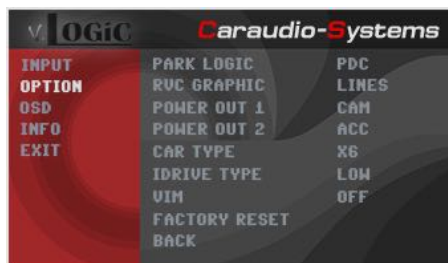 V.LOGiC Caraudio-Systems
INPUT PARK LOGIC PDC
OPTION RVC GRAPHIC LINES
OSD POWER OUT 1 CAM
INFO POWER OUT 2 ACC
EXIT CAR TYPE X6
IDRIVE TYPE LOW
VIM OFF
FACTORY RESET
BACK